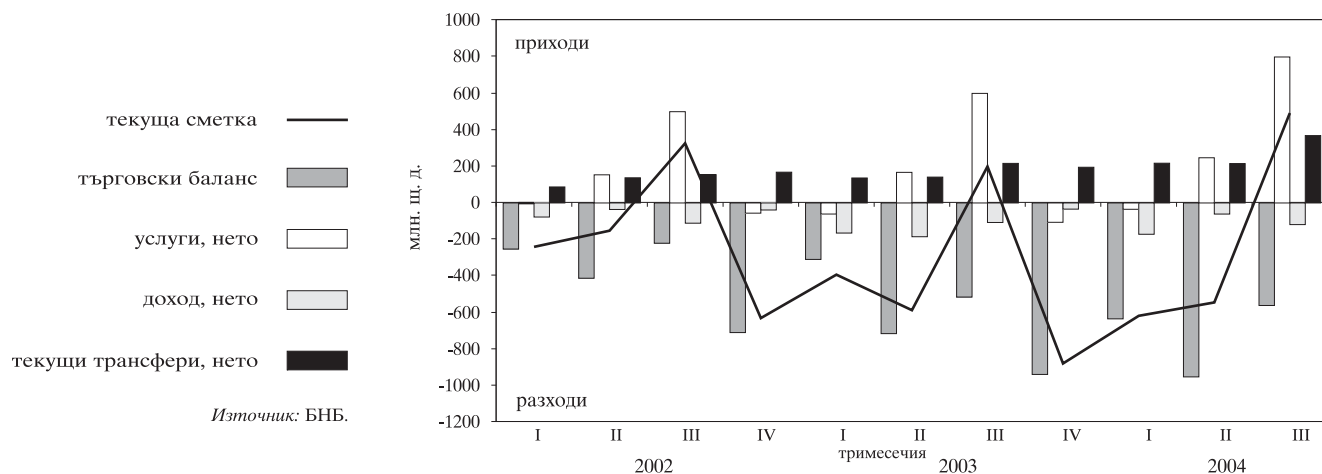 текуща сметка
търговски баланс
услуги, нето
доход, нето
текущи трансфери, нето
Източник: БНБ.
млн. щ. д.
1000
800
600
400
200
0
-200
-400
-600
-800
-1000
-1200
приходи
разходи
I II III IV I II III IV I II III
тримесечия
2002 2003 2004